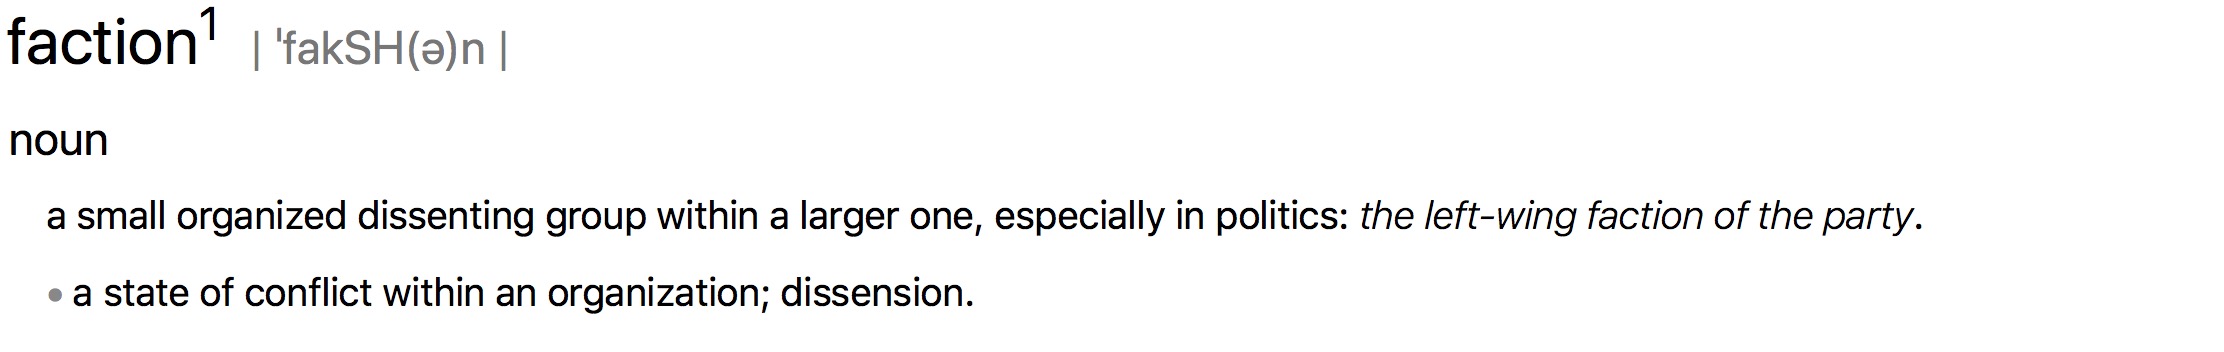 faction¹ | ˈfakSH(ə)n |
noun
a small organized dissenting group within a larger one, especially in politics: the left-wing faction of the party.
• a state of conflict within an organization; dissension.